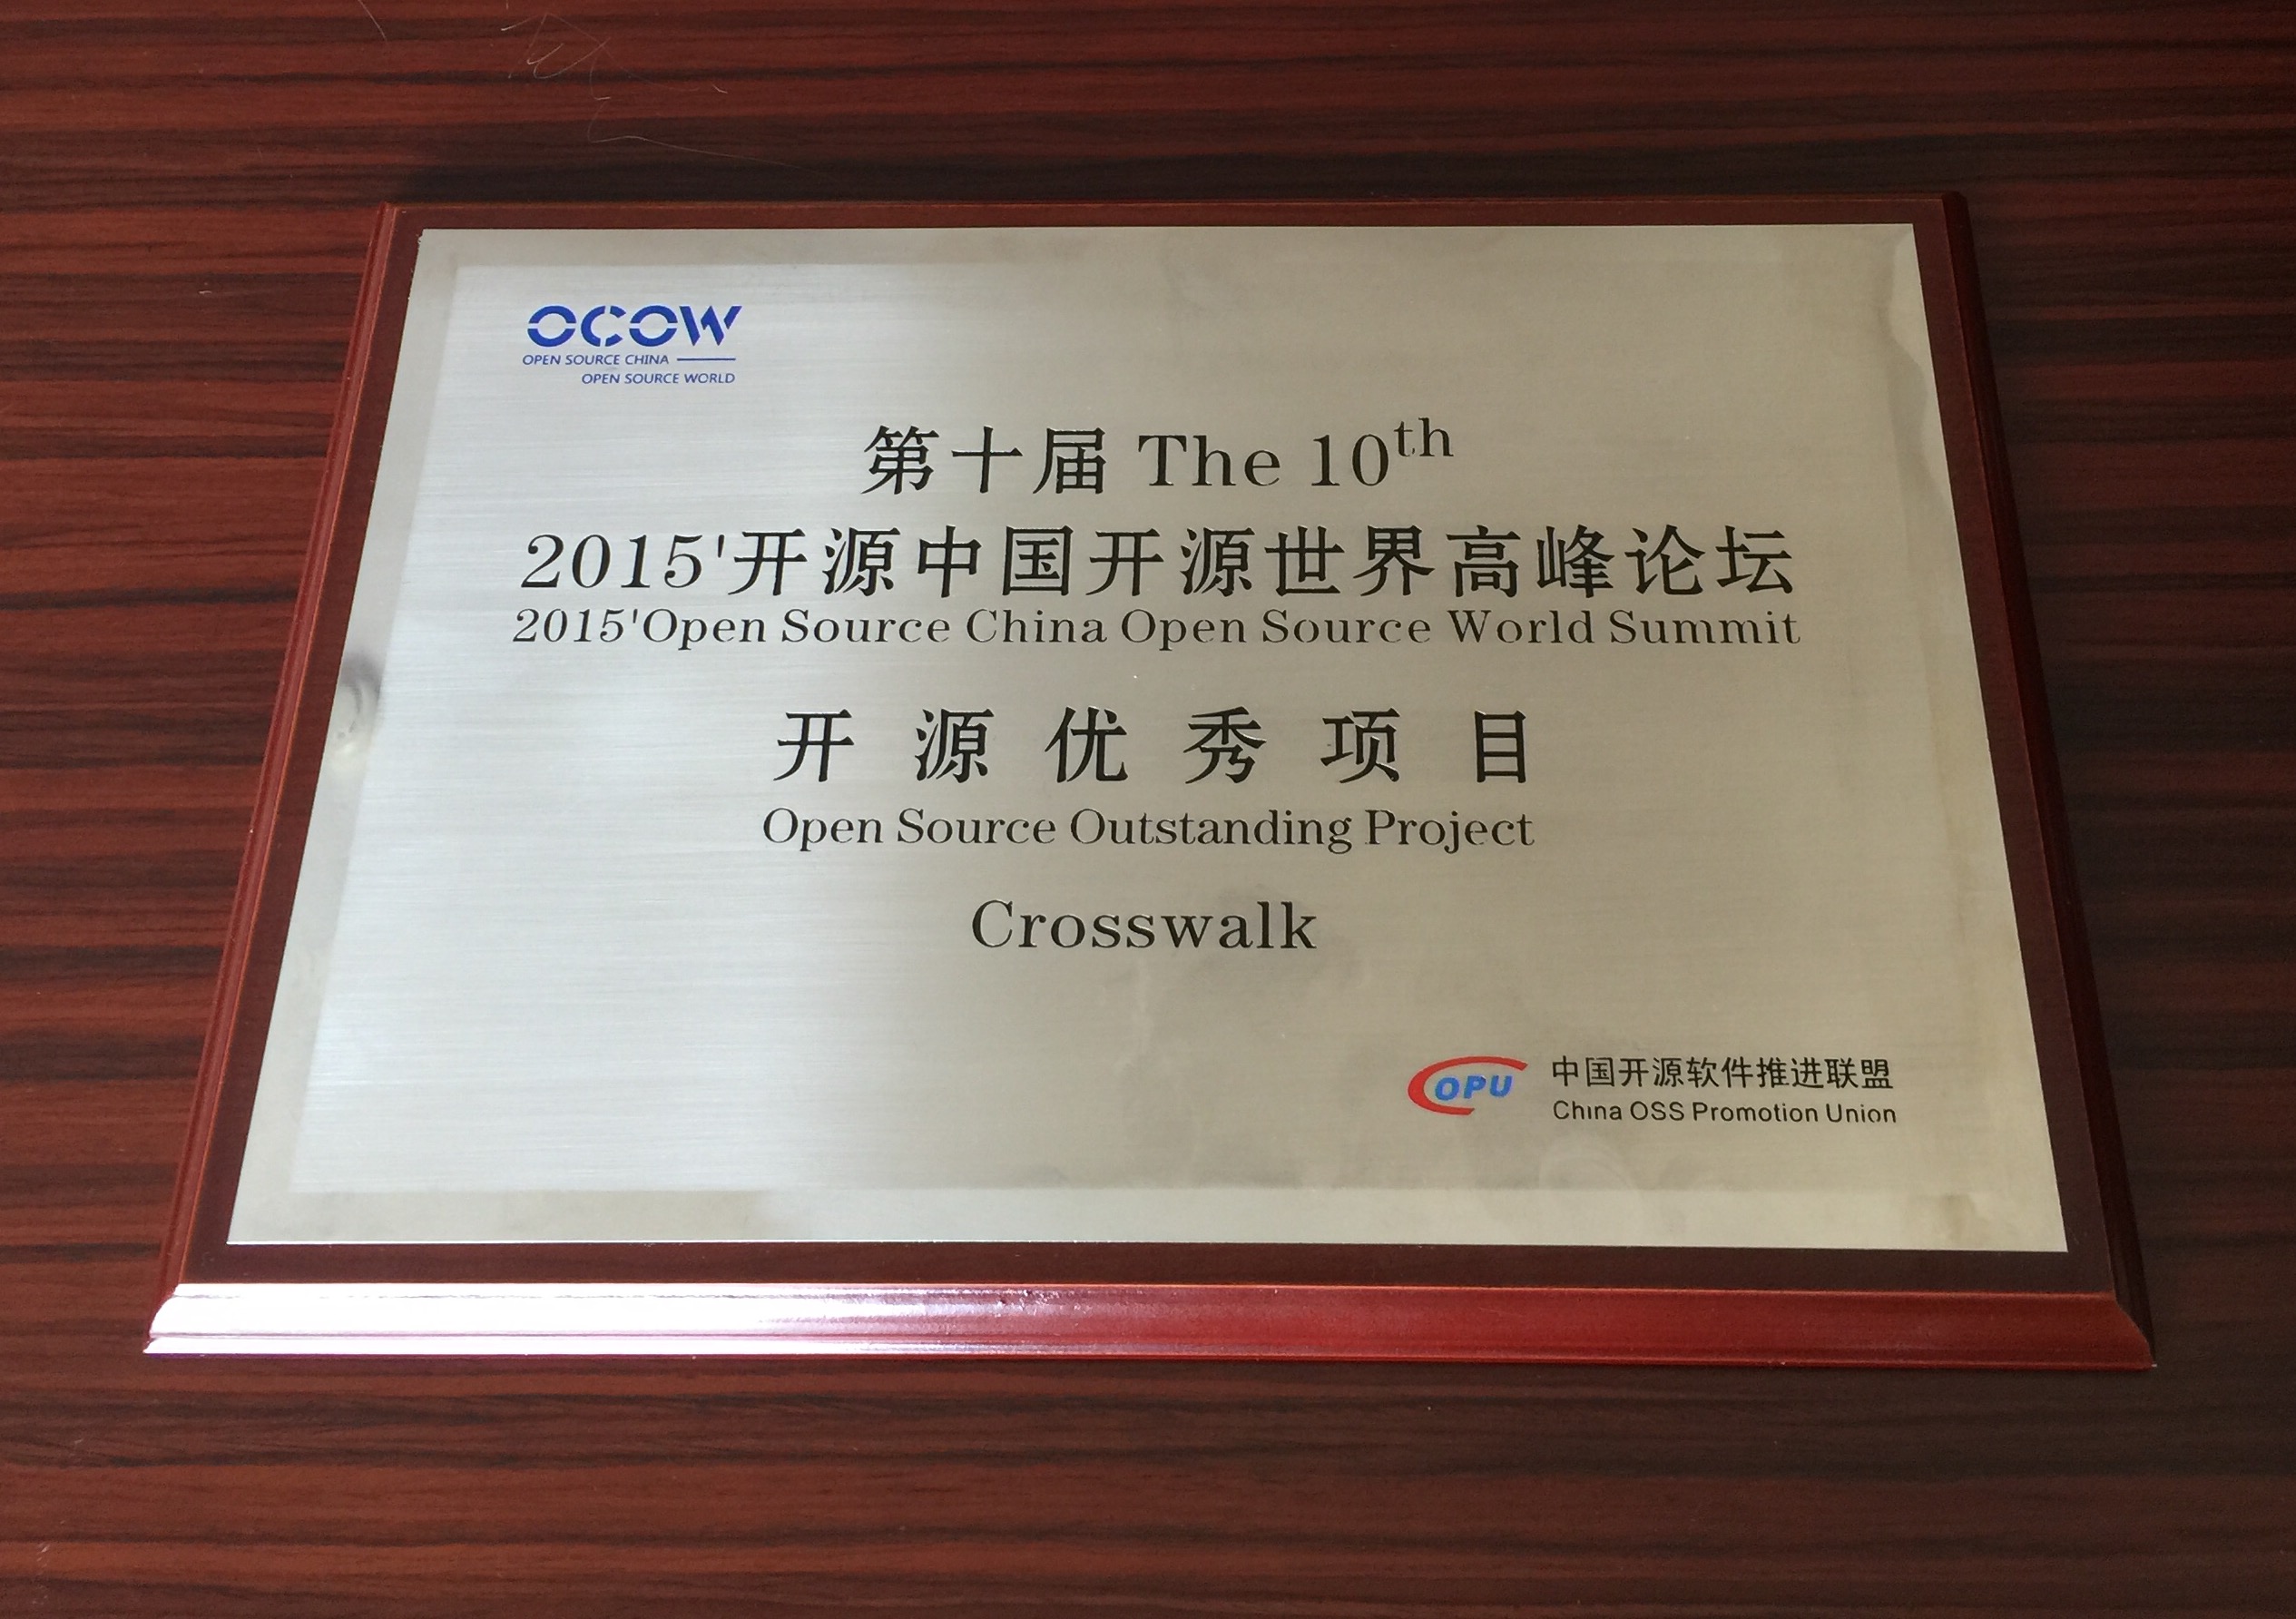 OCOW
OPEN SOURCE CHINA
OPEN SOURCE WORLD
第十届 The 10th
2015'开源中国开源世界高峰论坛
2015'Open Source China Open Source World Summit
开源优秀项目
Open Source Outstanding Project
Crosswalk
COPU
中国开源软件推进联盟
China OSS Promotion Union